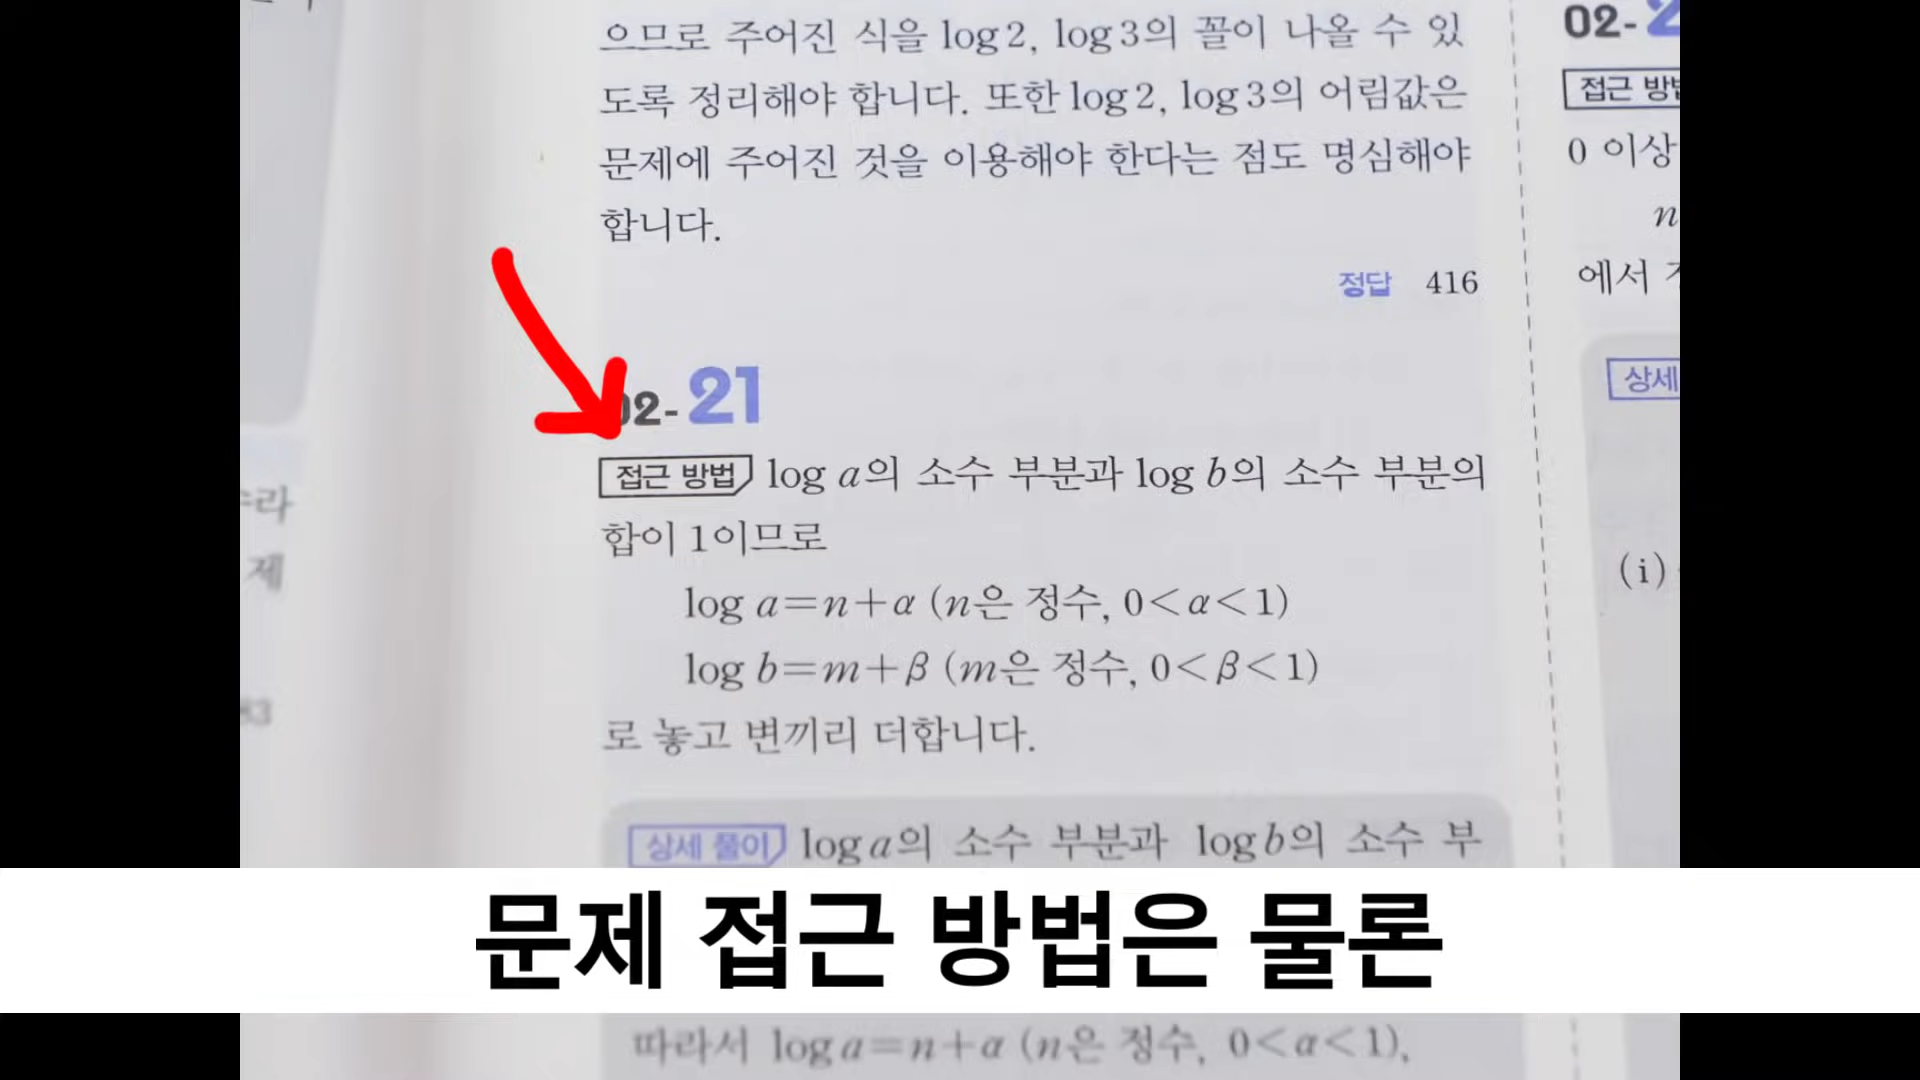 으므로 주어진 식을 log 2, log 3의 꼴이 나올 수 있
도록 정리해야 합니다. 또한 log 2, log 3의 어림값은
문제에 주어진 것을 이용해야 한다는 점도 명심해야
합니다.
정답 416
02-21
접근 방법 log a의 소수 부분과 log b의 소수 부분의
합이 1이므로
log a=n+α (n은 정수, 0<α<1)
log b=m+β (m은 정수, 0<β<1)
로 놓고 변끼리 더합니다.
상세 풀이 log a의 소수 부분과 log b의 소수 부
따라서 log a=n+α (n은 정수, 0<α<1),
라
제
83
02-2
접근 방법
0 이상
n
에서
상세
(i)
문제 접근 방법은 물론